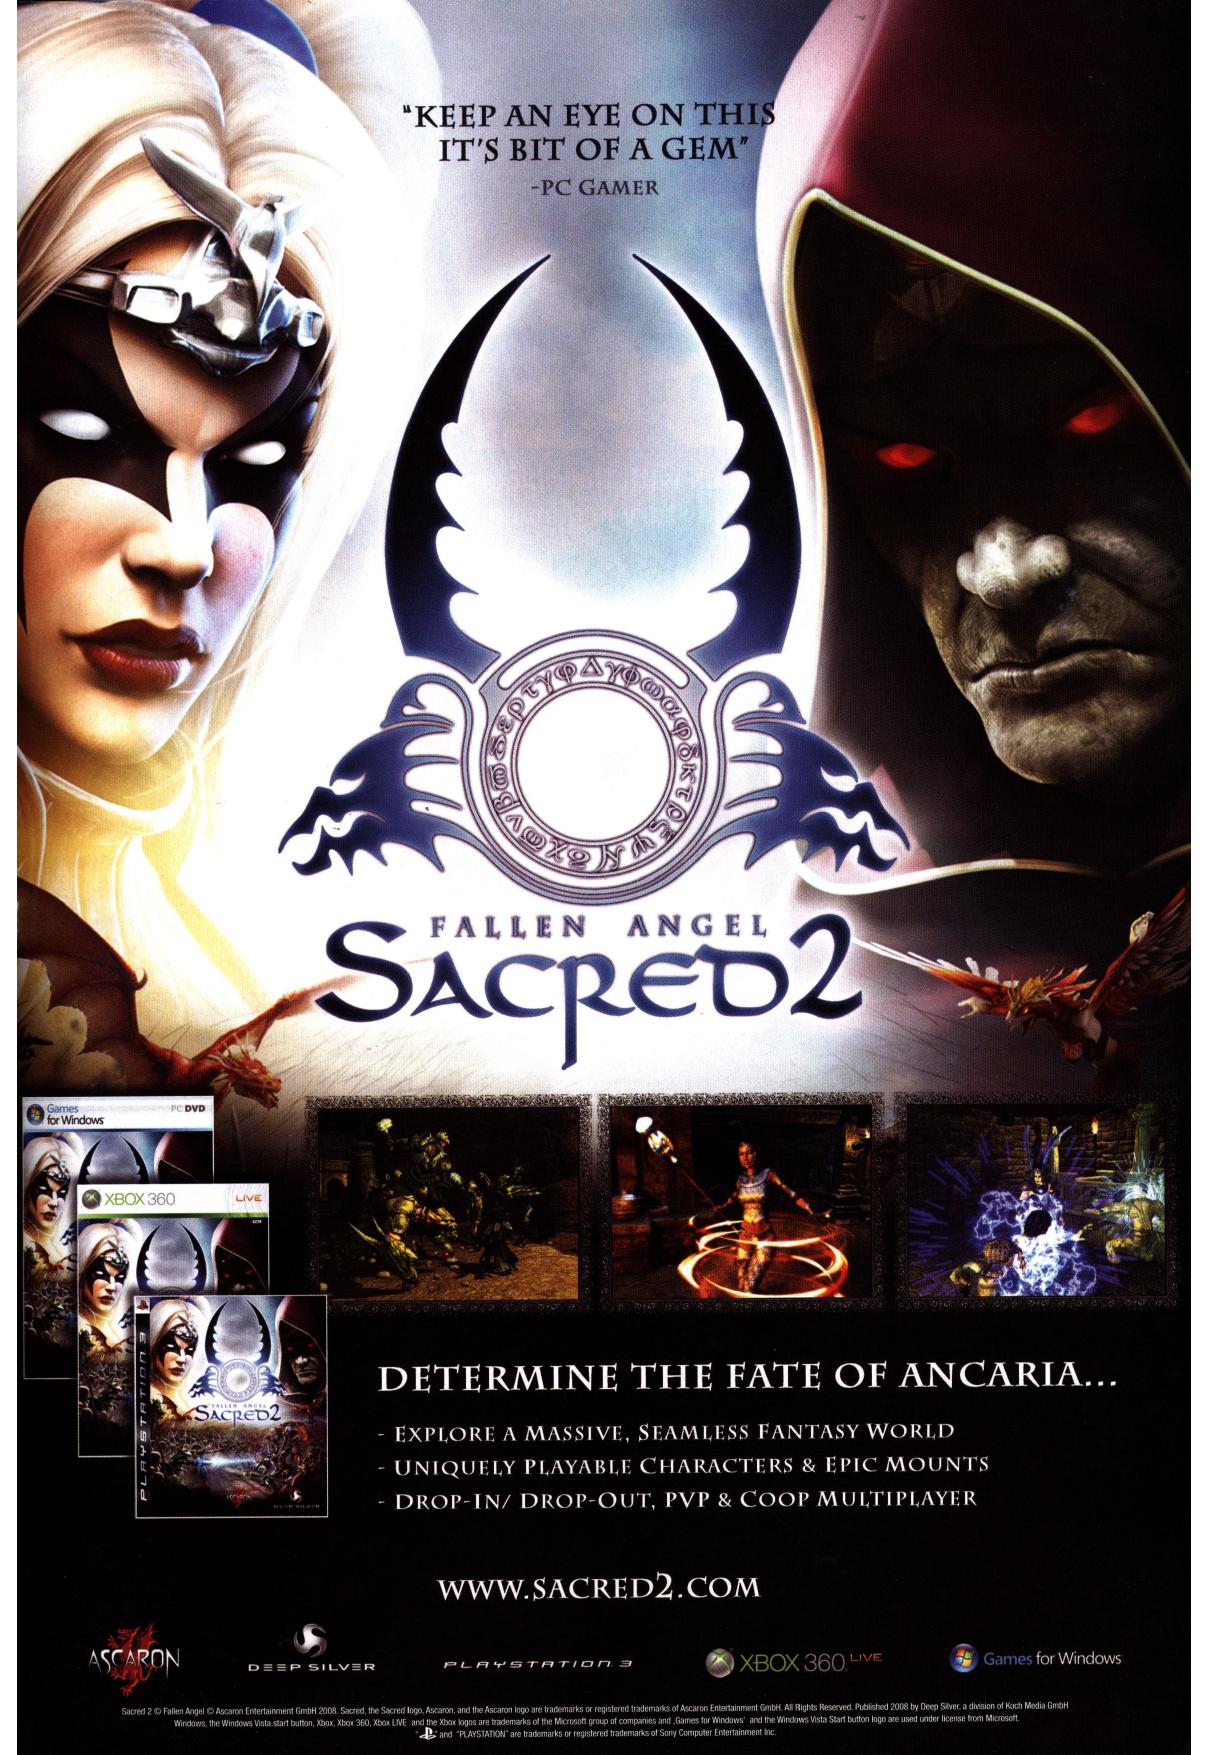 "KEEP AN EYE ON THIS
IT'S BIT OF A GEM"
-PC GAMER
FALLEN ANGEL
SACRED 2
Games for Windows
PC DVD
XBOX 360
LIVE
PLAYSTATION 3
FALLEN ANGEL
SACRED 2
ASCARON
DEEP SILVER
DETERMINE THE FATE OF ANCARIA...
- EXPLORE A MASSIVE, SEAMLESS FANTASY WORLD
- UNIQUELY PLAYABLE CHARACTERS & EPIC MOUNTS
- DROP-IN/ DROP-OUT, PVP & COOP MULTIPLAYER
WWW.SACRED2.COM
ASCARON
DEEP SILVER
PLAYSTATION 3
XBOX 360 LIVE
Games for Windows
Sacred 2 © Fallen Angel © Ascaron Entertainment GmbH 2008. Sacred, the Sacred logo, Ascaron, and the Ascaron logo are trademarks or registered trademarks of Ascaron Entertainment GmbH. All Rights Reserved. Published 2008 by Deep Silver, a division of Koch Media GmbH
Windows, the Windows Vista start button, Xbox, Xbox 360, Xbox LIVE and the Xbox logos are trademarks of the Microsoft group of companies and ,Games for Windows' and the Windows Vista Start button logo are used under license from Microsoft.
and "PLAYSTATION" are trademarks or registered trademarks of Sony Computer Entertainment Inc.